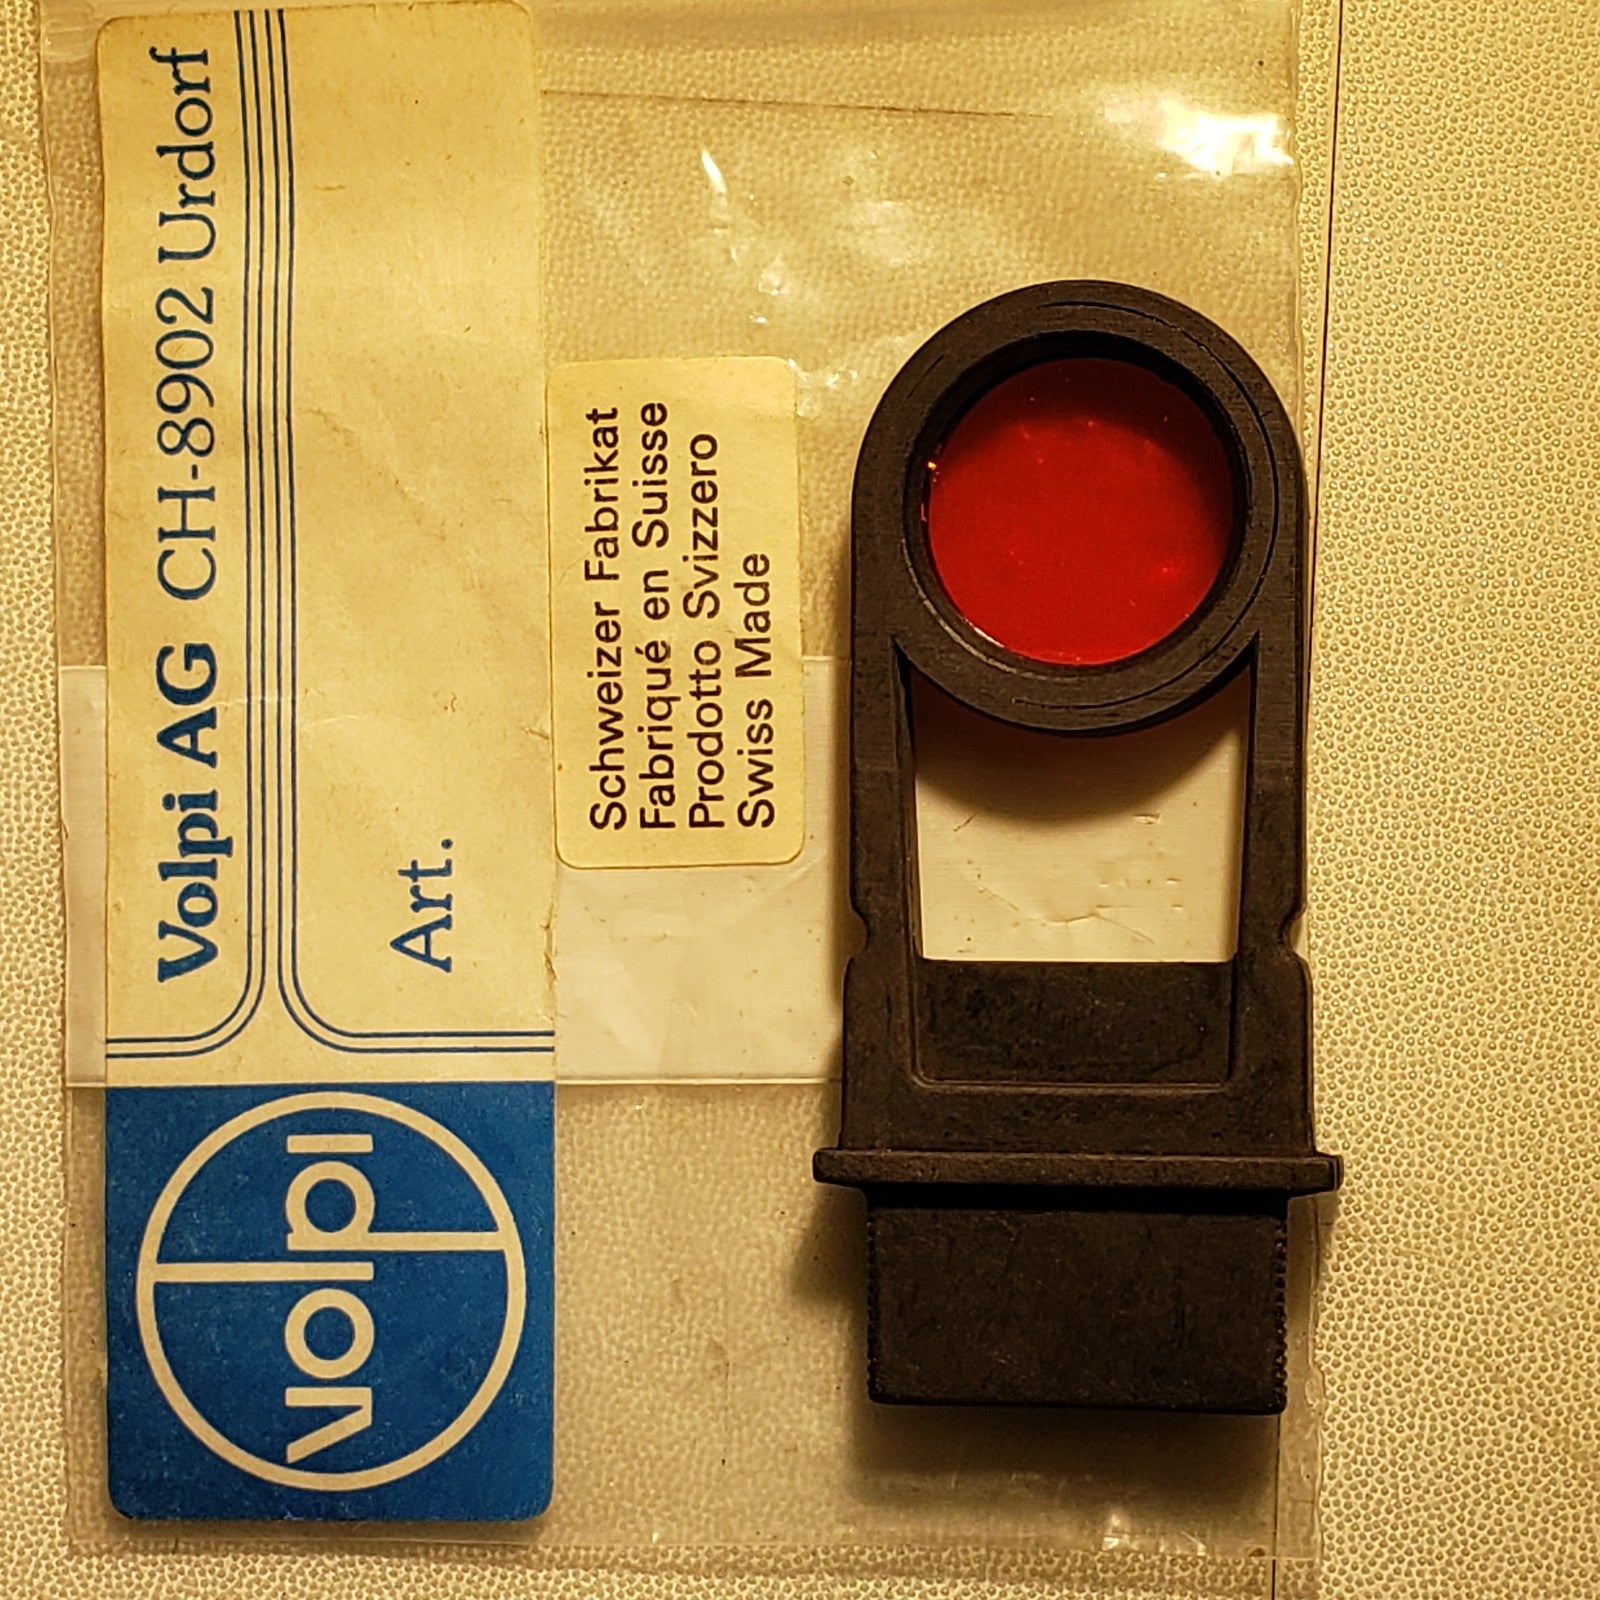 Volpi AG CH-8902 Urdorf
Art.
volpi
Schweizer Fabrikat
Fabriqué en Suisse
Prodotto Svizzero
Swiss Made